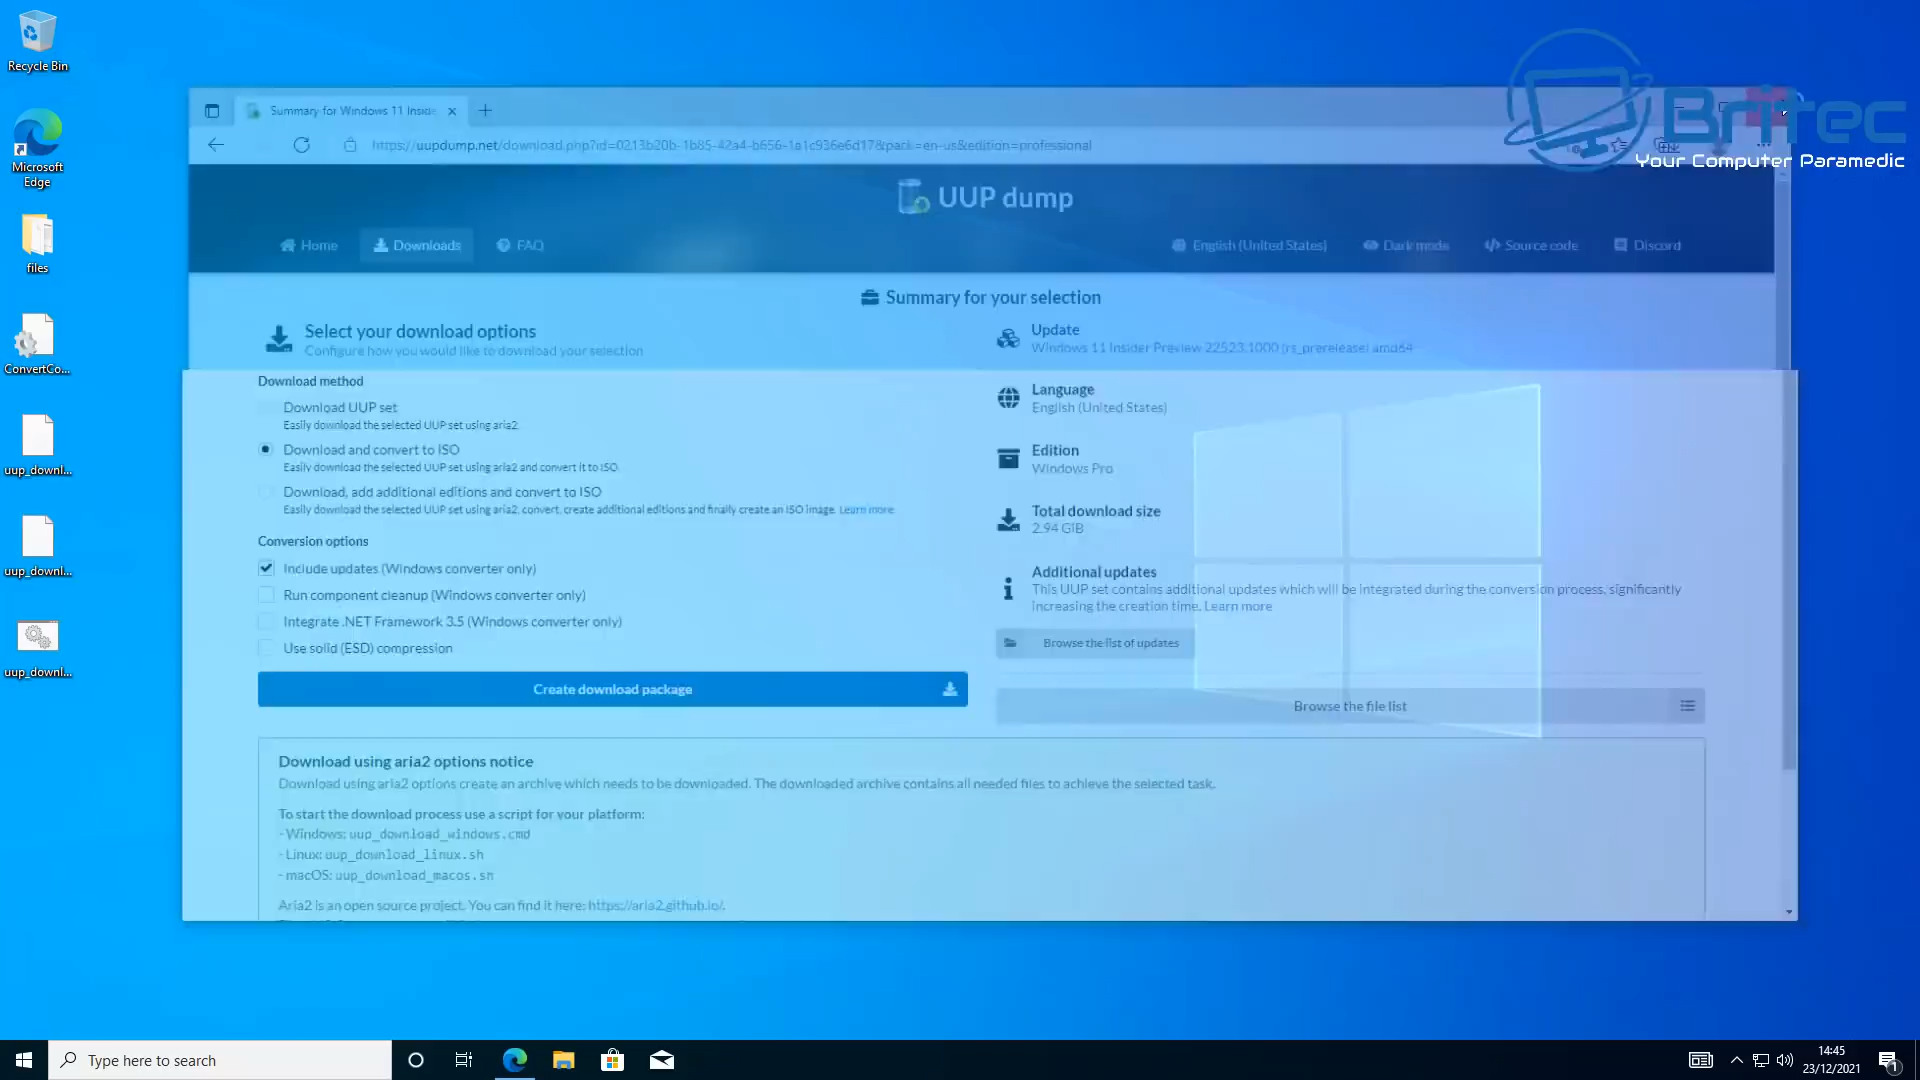 Recycle Bin
Microsoft
Edge
files
ConvertCo...
uup_downl...
uup_downl...
uup_downl...
Summary for Windows 11 Inside
https://uupdump.net/download.php?id=0213b20b-1b85-42a4-b656-1a1c936e6d17&pack=en-us&edition=professional
Britec
Your Computer Paramedic
UUP dump
Home
Downloads
FAQ
English (United States)
Dark mode
Source code
Discord
Summary for your selection
Select your download options
Configure how you would like to download your selection
Download method
Download UUP set
Easily download the selected UUP set using aria2.
Download and convert to ISO
Easily download the selected UUP set using aria2 and convert it to ISO.
Download, add additional editions and convert to ISO
Easily download the selected UUP set using aria2, convert, create additional editions and finally create an ISO image. Learn more
Conversion options
Include updates (Windows converter only)
Run component cleanup (Windows converter only)
Integrate .NET Framework 3.5 (Windows converter only)
Use solid (ESD) compression
Create download package
Update
Windows 11 Insider Preview 22523.1000 (rs_prerelease) amd64
Language
English (United States)
Edition
Windows Pro
Total download size
2.94 GiB
Additional updates
This UUP set contains additional updates which will be integrated during the conversion process, significantly
increasing the creation time. Learn more
Browse the list of updates
Browse the file list
Download using aria2 options notice
Download using aria2 options create an archive which needs to be downloaded. The downloaded archive contains all needed files to achieve the selected task.
To start the download process use a script for your platform:
- Windows: uup_download_windows.cmd
- Linux: uup_download_linux.sh
- macOS: uup_download_macos.sh
Aria2 is an open source project. You can find it here: https://aria2.github.io/.
Type here to search
14:45
23/12/2021
1